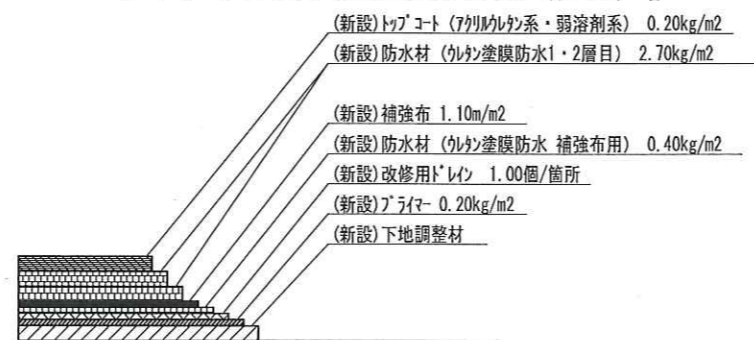 (新設)トップコート (アクリルウレタン系・弱溶剤系) 0.20kg/m2
(新設)防水材 (ウレタン塗膜防水1・2層目) 2.70kg/m2
(新設)補強布 1.10m/m2
(新設)防水材 (ウレタン塗膜防水 補強布用) 0.40kg/m2
(新設)改修用ドレイン 1.00個/箇所
(新設)プライマー 0.20kg/m2
(新設)下地調整材